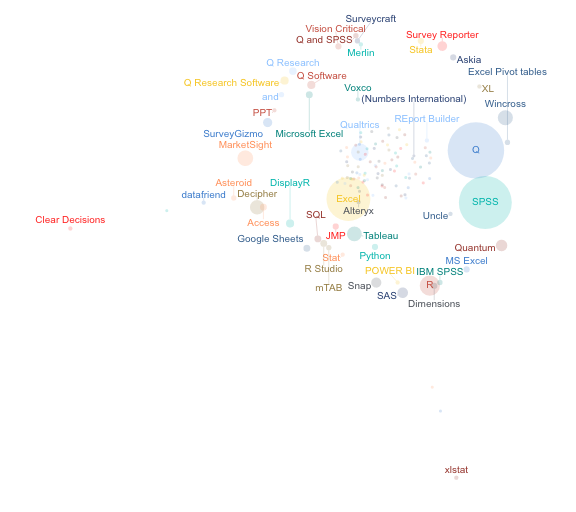 Surveycraft
Vision Critical
Survey Reporter
Q and SPSS
Merlin
Stata
Askia
Q Research
Excel Pivot tables
Q Software
Q Research Software
Voxco
XL
and
(Numbers International)
Wincross
PPT
REport Builder
Qualtrics
SurveyGizmo
Microsoft Excel
MarketSight
Q
Asteroid
DisplayR
datafriend
Decipher
Excel
SPSS
Alteryx
SQL
Uncle
Clear Decisions
Access
JMP
Tableau
Google Sheets
Quantum
Stat
Python
MS Excel
R Studio
POWER BI
IBM SPSS
mTAB
Snap
R
SAS
Dimensions
xlstat